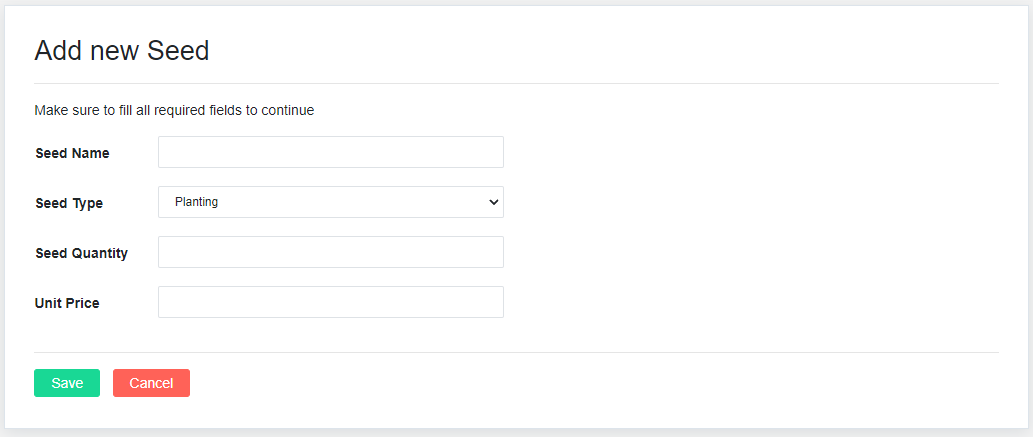 Add new Seed
Make sure to fill all required fields to continue
Seed Name
Seed Type Planting
Seed Quantity
Unit Price
Save Cancel